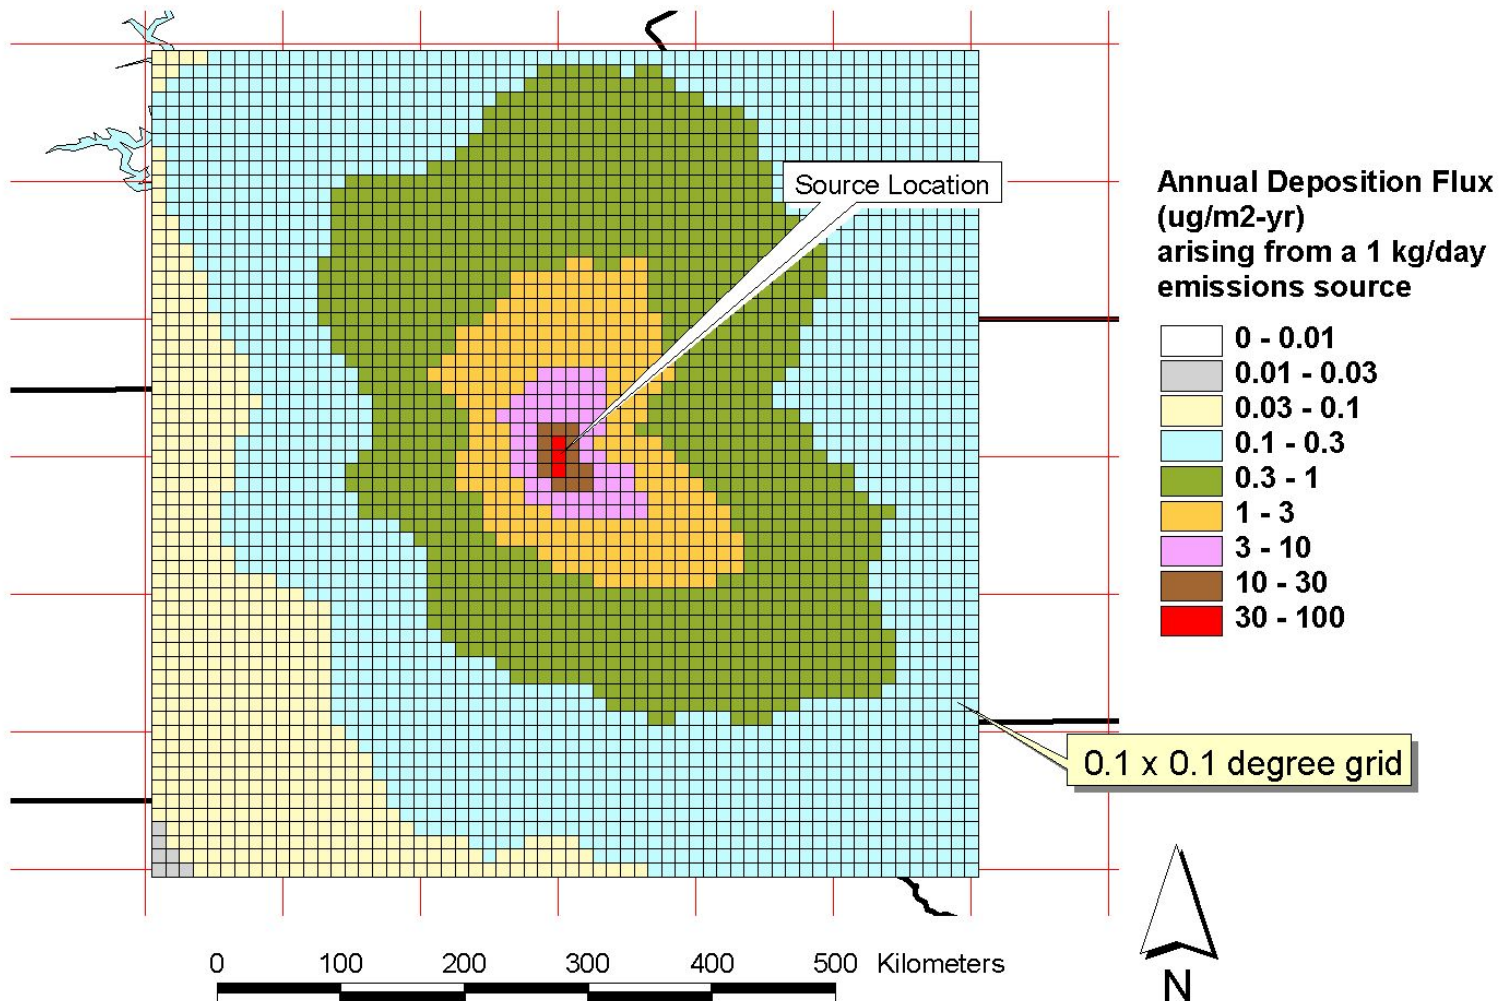 Source Location
Annual Deposition Flux
(ug/m2-yr)
arising from a 1 kg/day
emissions source
0 - 0.01
0.01 - 0.03
0.03 - 0.1
0.1 - 0.3
0.3 - 1
1 - 3
3 - 10
10 - 30
30 - 100
0.1 x 0.1 degree grid
0 100 200 300 400 500 Kilometers
N